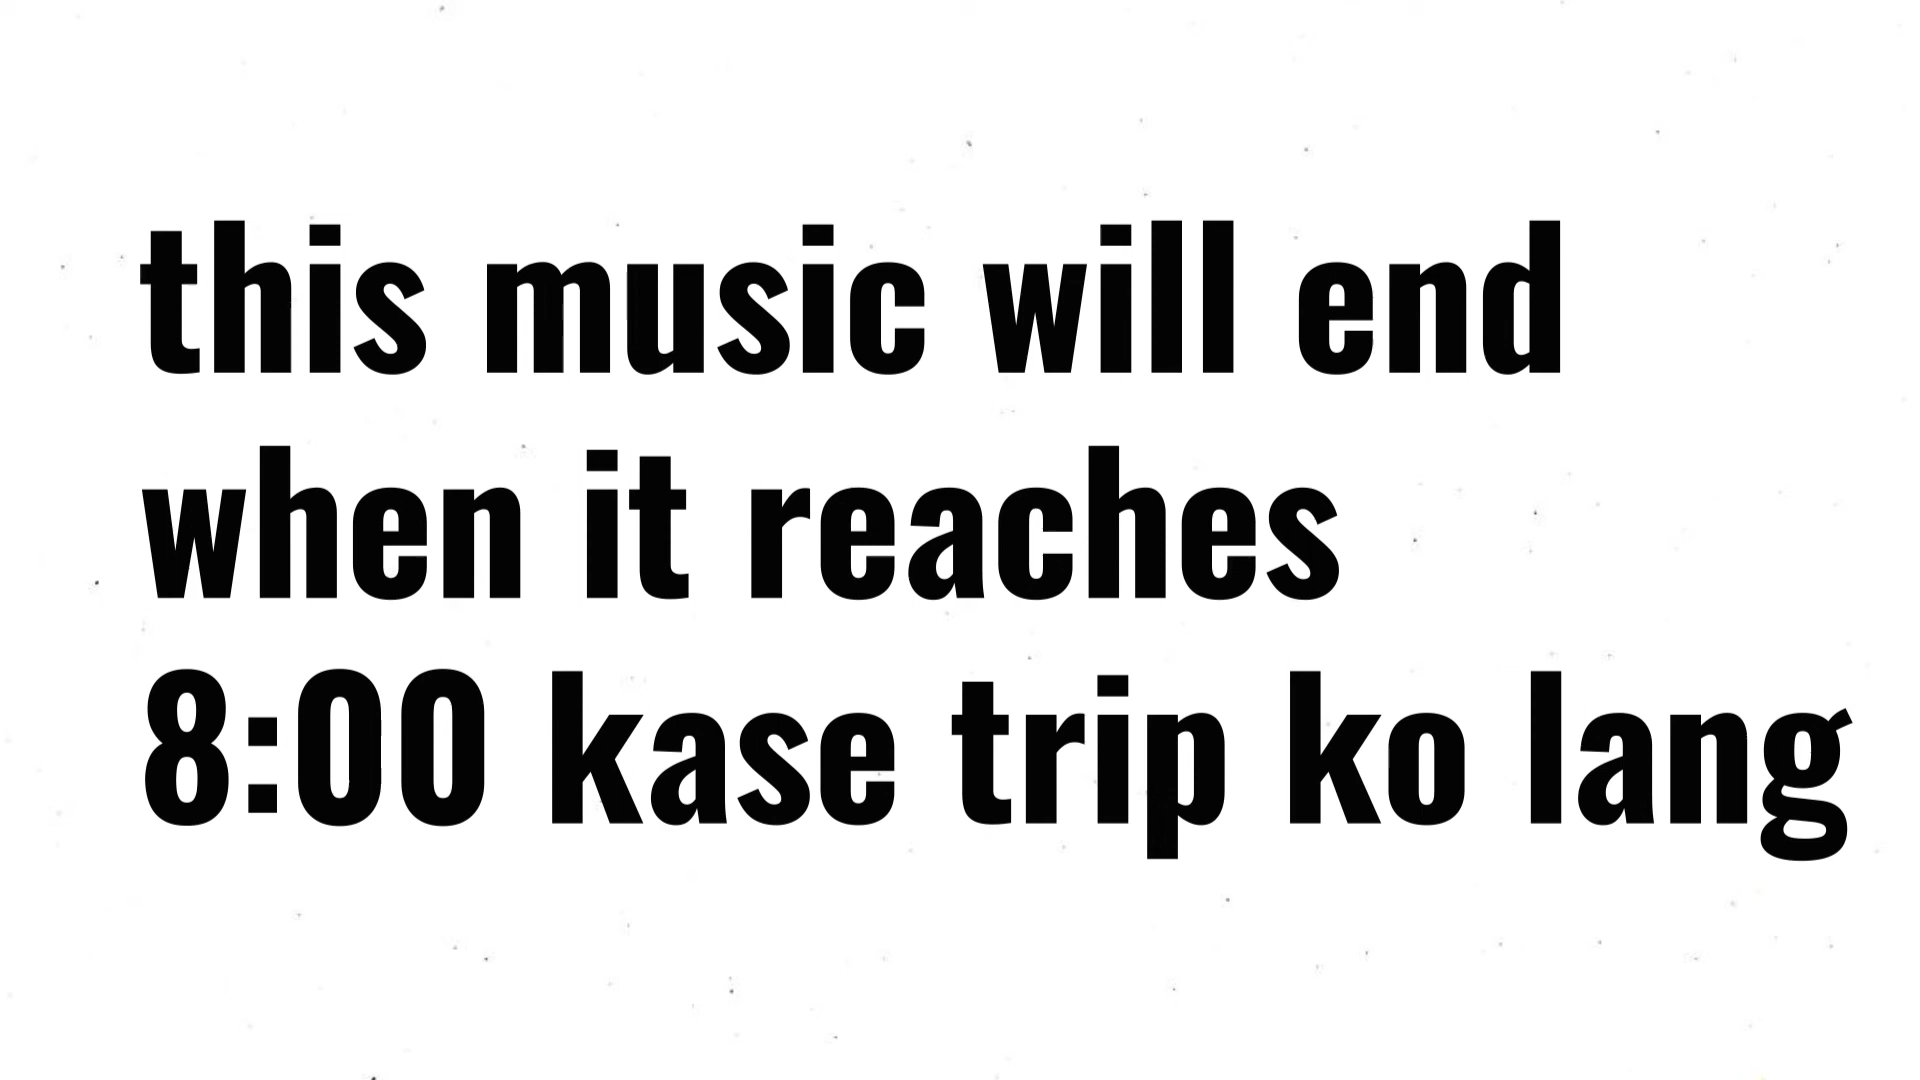 this music will end
when it reaches
8:00 kase trip ko lang